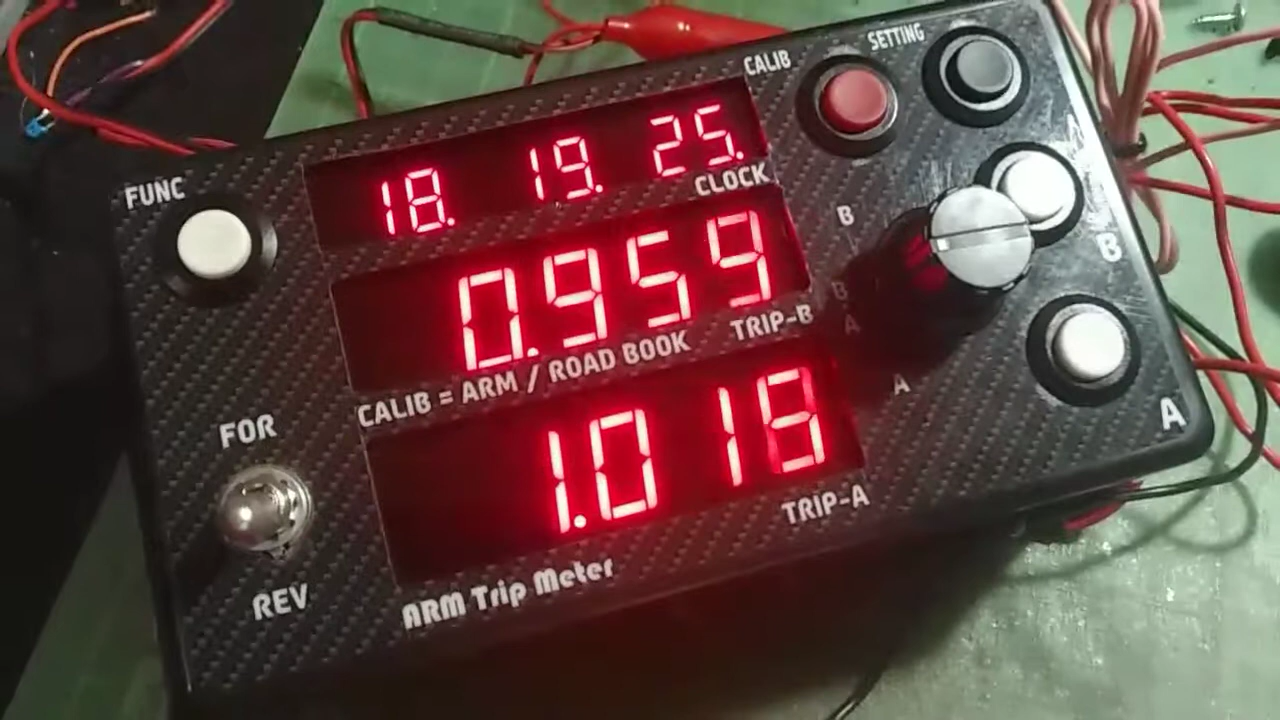 CALIB
SETTING
FUNC
18. 19. 25.
CLOCK
A
B
B
0.959
TRIP-B
B
A
CALIB = ARM / ROAD BOOK
A
A
FOR
1.018
TRIP-A
REV
ARM Trip Meter